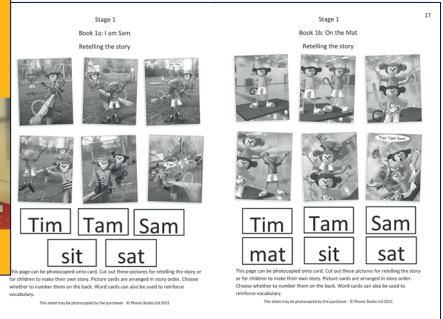 Stage 1
Book 1a: I am Sam
Retelling the story
Tim Tam Sam
sit sat
This page can be photocopied onto card. Cut out these pictures for retelling the story or
for children to make their own story. Picture cards are arranged in story order. Choose
whether to number them on the back. Word cards can also be used to reinforce
vocabulary.
This sheet may be photocopied by the purchaser. © Phonic Books Ltd 2022
17
Stage 1
Book 1b: On the Mat
Retelling the story
Tim! Tam! Sam!
Tim Tam Sam
mat sit sat
This page can be photocopied onto card. Cut out these pictures for retelling the story
or for children to make their own story. Picture cards are arranged in story order.
Choose whether to number them on the back. Word cards can also be used to
reinforce vocabulary.
This sheet may be photocopied by the purchaser. © Phonic Books Ltd 2022